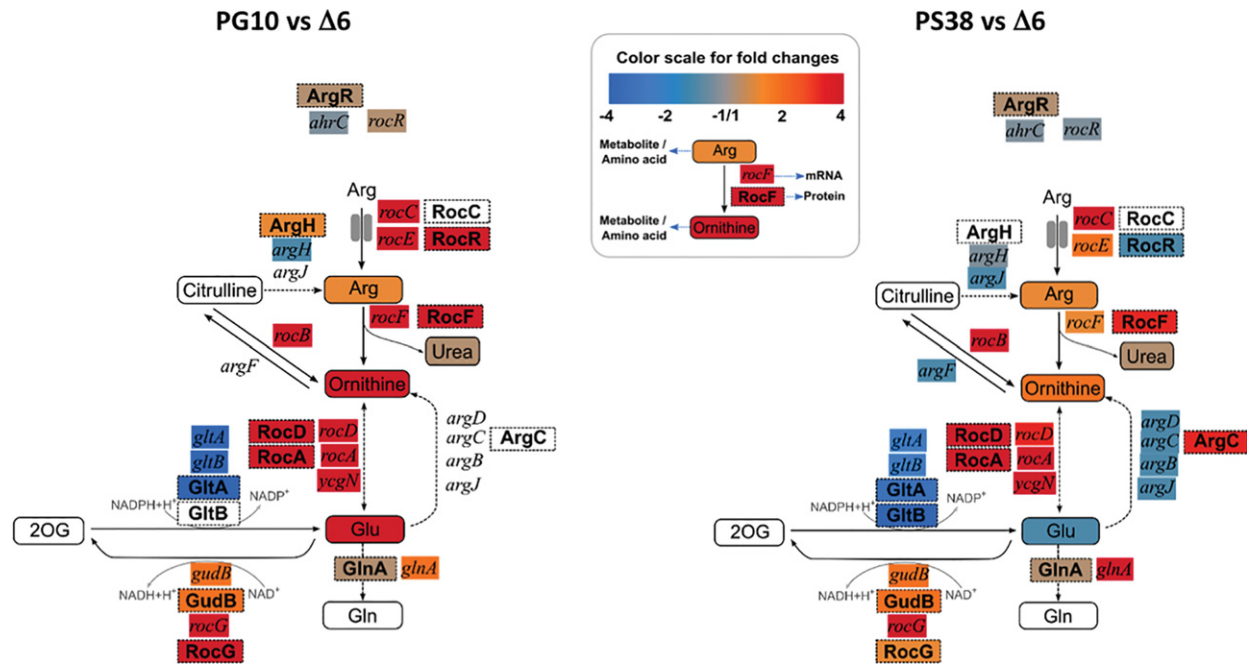 PG10 vs Δ6
ArgR
ahrC
rocR
Arg
rocC
RocC
rocE
RocR
ArgH
argH
argJ
Citrulline
Arg
rocF
RocF
Urea
rocB
argF
Ornithine
argD
argC
ArgC
argB
argJ
RocD
rocD
RocA
rocA
ycgN
gltA
gltB
GltA
GltB
NADPH+H⁺
NADP⁺
2OG
Glu
GlnA
glnA
Gln
gudB
NADH+H⁺
NAD⁺
GudB
rocG
RocG
Color scale for fold changes
-4 -2 -1/1 2 4
Metabolite /
Amino acid
Arg
rocF
mRNA
RocF
Protein
Metabolite /
Amino acid
Ornithine
PS38 vs Δ6
ArgR
ahrC
rocR
Arg
rocC
RocC
rocE
RocR
ArgH
argH
argJ
Citrulline
Arg
rocF
RocF
Urea
rocB
argF
Ornithine
argD
argC
ArgC
argB
argJ
RocD
rocD
RocA
rocA
ycgN
gltA
gltB
GltA
GltB
NADPH+H⁺
NADP⁺
2OG
Glu
GlnA
glnA
Gln
gudB
NADH+H⁺
NAD⁺
GudB
rocG
RocG